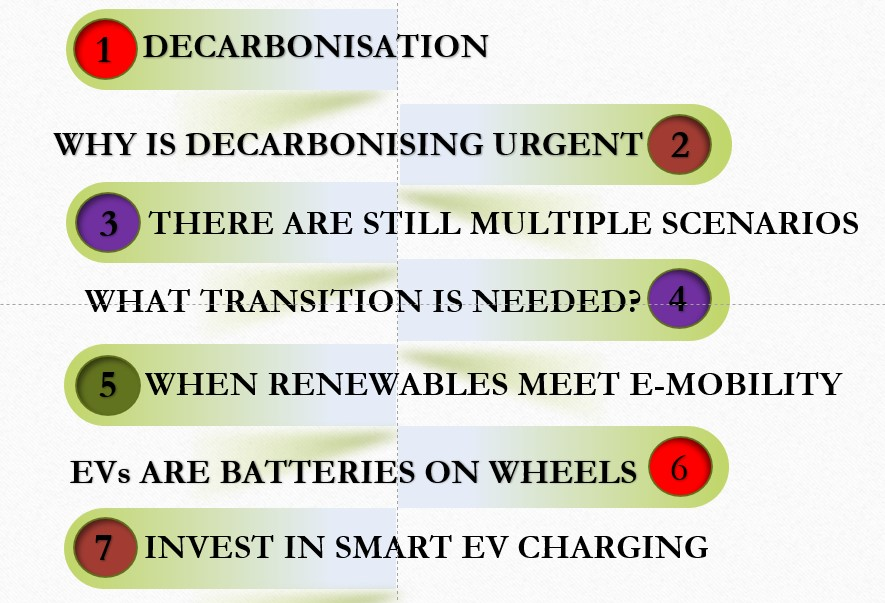 1 DECARBONISATION
WHY IS DECARBONISING URGENT 2
3 THERE ARE STILL MULTIPLE SCENARIOS
WHAT TRANSITION IS NEEDED? 4
5 WHEN RENEWABLES MEET E-MOBILITY
EVs ARE BATTERIES ON WHEELS 6
7 INVEST IN SMART EV CHARGING